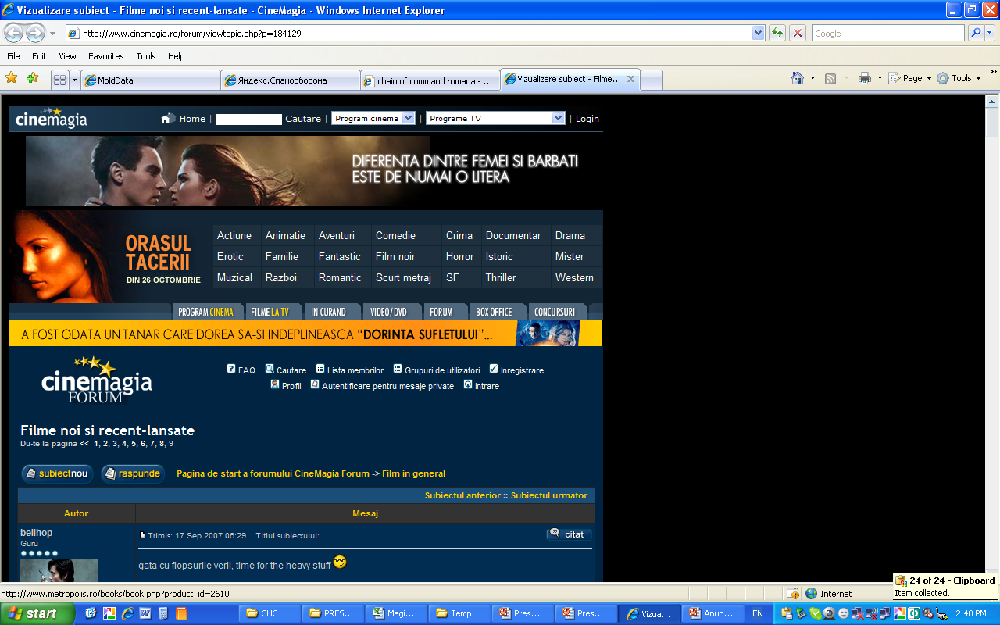 Vizualizare subiect - Filme noi si recent-lansate - CineMagia - Windows Internet Explorer
http://www.cinemagia.ro/forum/viewtopic.php?p=184129
Google
File Edit View Favorites Tools Help
MoldData Яндекс.Спамооборона chain of command romana - ... Vizualizare subiect - Filme... Page Tools
cinemagia Home | Cautare | Program cinema | Programe TV | Login
DIFERENTA DINTRE FEMEI SI BARBATI
ESTE DE NUMAI O LITERA
ORASUL
TACERII
DIN 26 OCTOMBRIE
Actiune Animatie Aventuri Comedie Crima Documentar Drama
Erotic Familie Fantastic Film noir Horror Istoric Mister
Muzical Razboi Romantic Scurt metraj SF Thriller Western
PROGRAM CINEMA FILME LA TV IN CURAND VIDEO/DVD FORUM BOX OFFICE CONCURSURI
A FOST ODATA UN TANAR CARE DOREA SA-SI INDEPLINEASCA “DORINTA SUFLETULUI”...
cinemagia
FORUM
FAQ Cautare Lista membrilor Grupuri de utilizatori Inregistrare
Profil Autentificare pentru mesaje private Intrare
Filme noi si recent-lansate
Du-te la pagina << 1, 2, 3, 4, 5, 6, 7, 8, 9
subiectnou raspunde Pagina de start a forumului CineMagia Forum -> Film in general
Subiectul anterior :: Subiectul urmator
Autor Mesaj
bellhop
Guru
Trimis: 17 Sep 2007 06:29 Titlul subiectului: citat
gata cu flopsurile verii, time for the heavy stuff
24 of 24 - Clipboard
Item collected.
http://www.metropolis.ro/books/book.php?product_id=2610 Internet
start CUC PRES... Magi... Temp Pres... Pres... Vizua... Anun... EN 2:40 PM